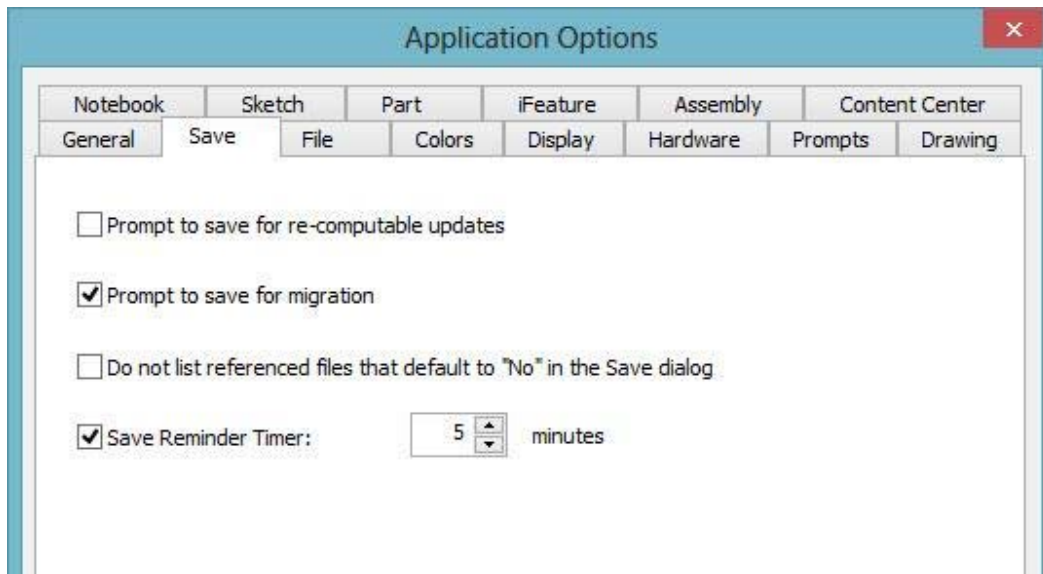 Application Options
Notebook Sketch Part iFeature Assembly Content Center
General Save File Colors Display Hardware Prompts Drawing
Prompt to save for re-computable updates
Prompt to save for migration
Do not list referenced files that default to "No" in the Save dialog
Save Reminder Timer: 5 minutes